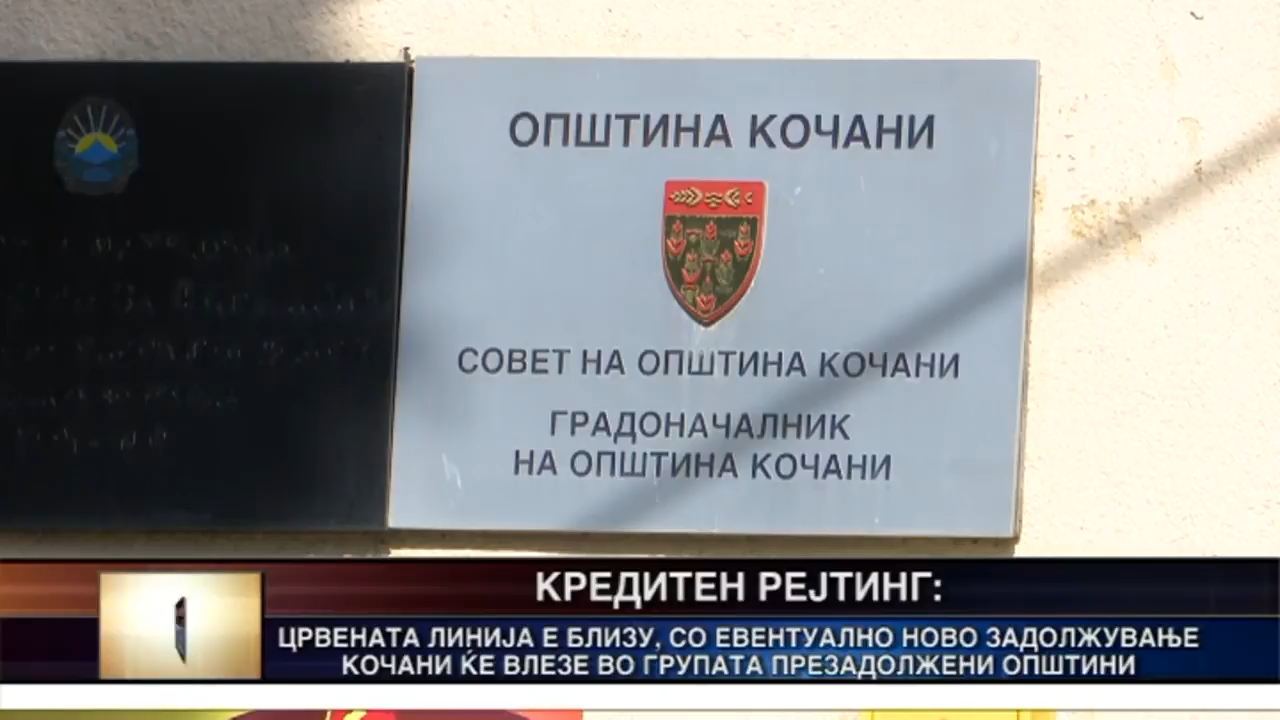 ОПШТИНА КОЧАНИ
СОВЕТ НА ОПШТИНА КОЧАНИ
ГРАДОНАЧАЛНИК
НА ОПШТИНА КОЧАНИ
КРЕДИТЕН РЕЈТИНГ:
ЦРВЕНАТА ЛИНИЈА Е БЛИЗУ, СО ЕВЕНТУАЛНО НОВО ЗАДОЛЖУВАЊЕ
КОЧАНИ ЌЕ ВЛЕЗЕ ВО ГРУПАТА ПРЕЗАДОЛЖЕНИ ОПШТИНИ